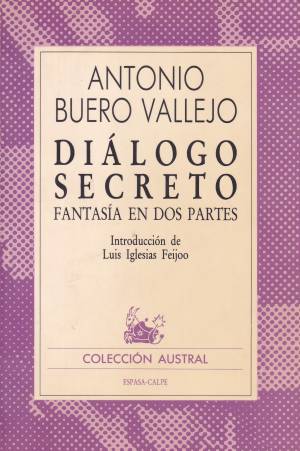 ANTONIO
BUERO VALLEJO
DIÁLOGO
SECRETO
FANTASÍA EN DOS PARTES
Introducción de
Luis Iglesias Feijoo
COLECCIÓN AUSTRAL
ESPASA-CALPE